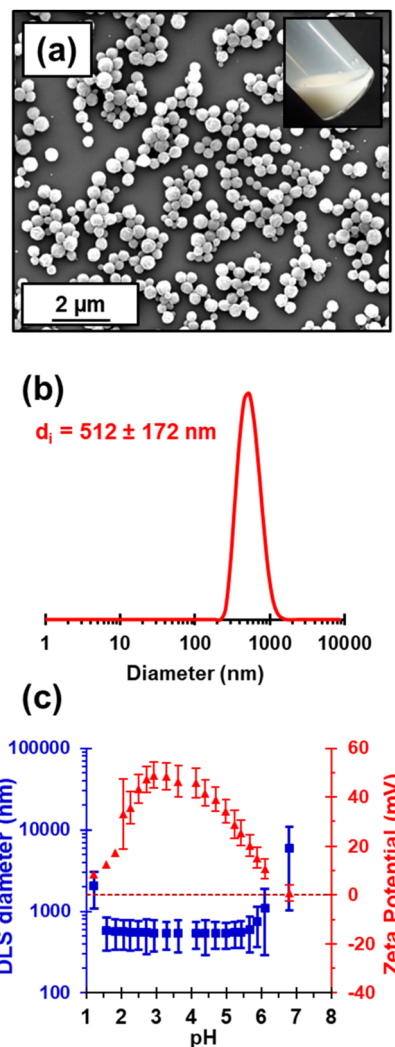 (a)
2 µm
(b)
dᵢ = 512 ± 172 nm
1 10 100 1000 10000
Diameter (nm)
(c)
100000
10000
1000
100
DLS diameter (nm)
60
40
20
0
-20
-40
Zeta Potential (mV)
1 2 3 4 5 6 7 8
pH